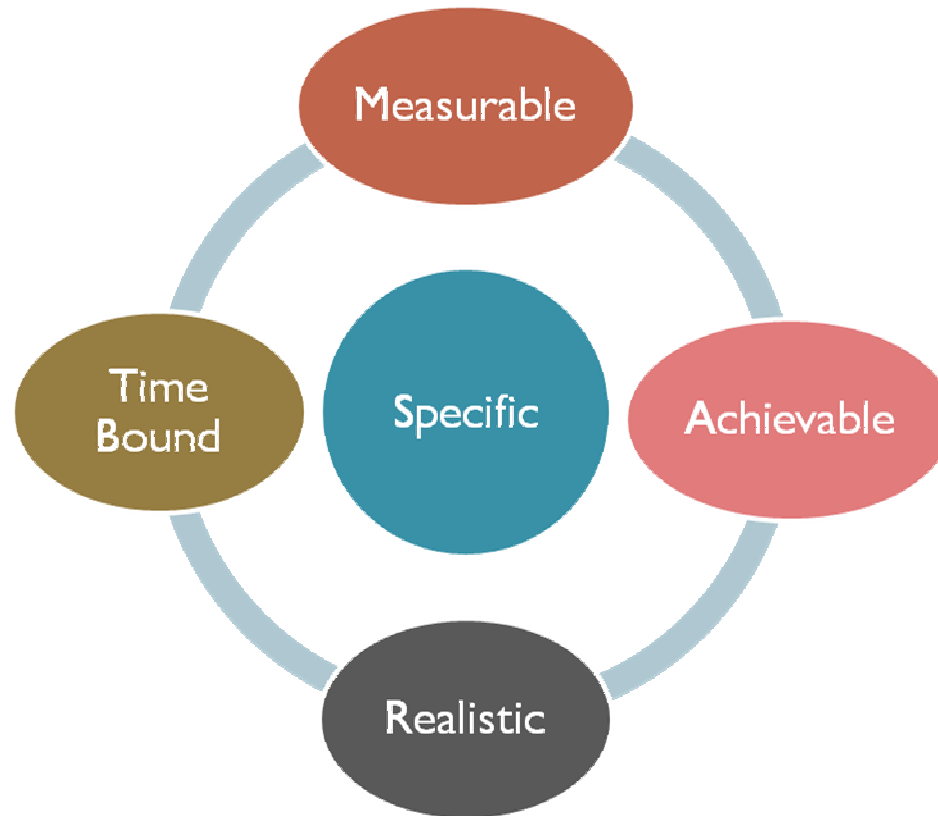 Measurable
Time
Bound
Specific
Achievable
Realistic